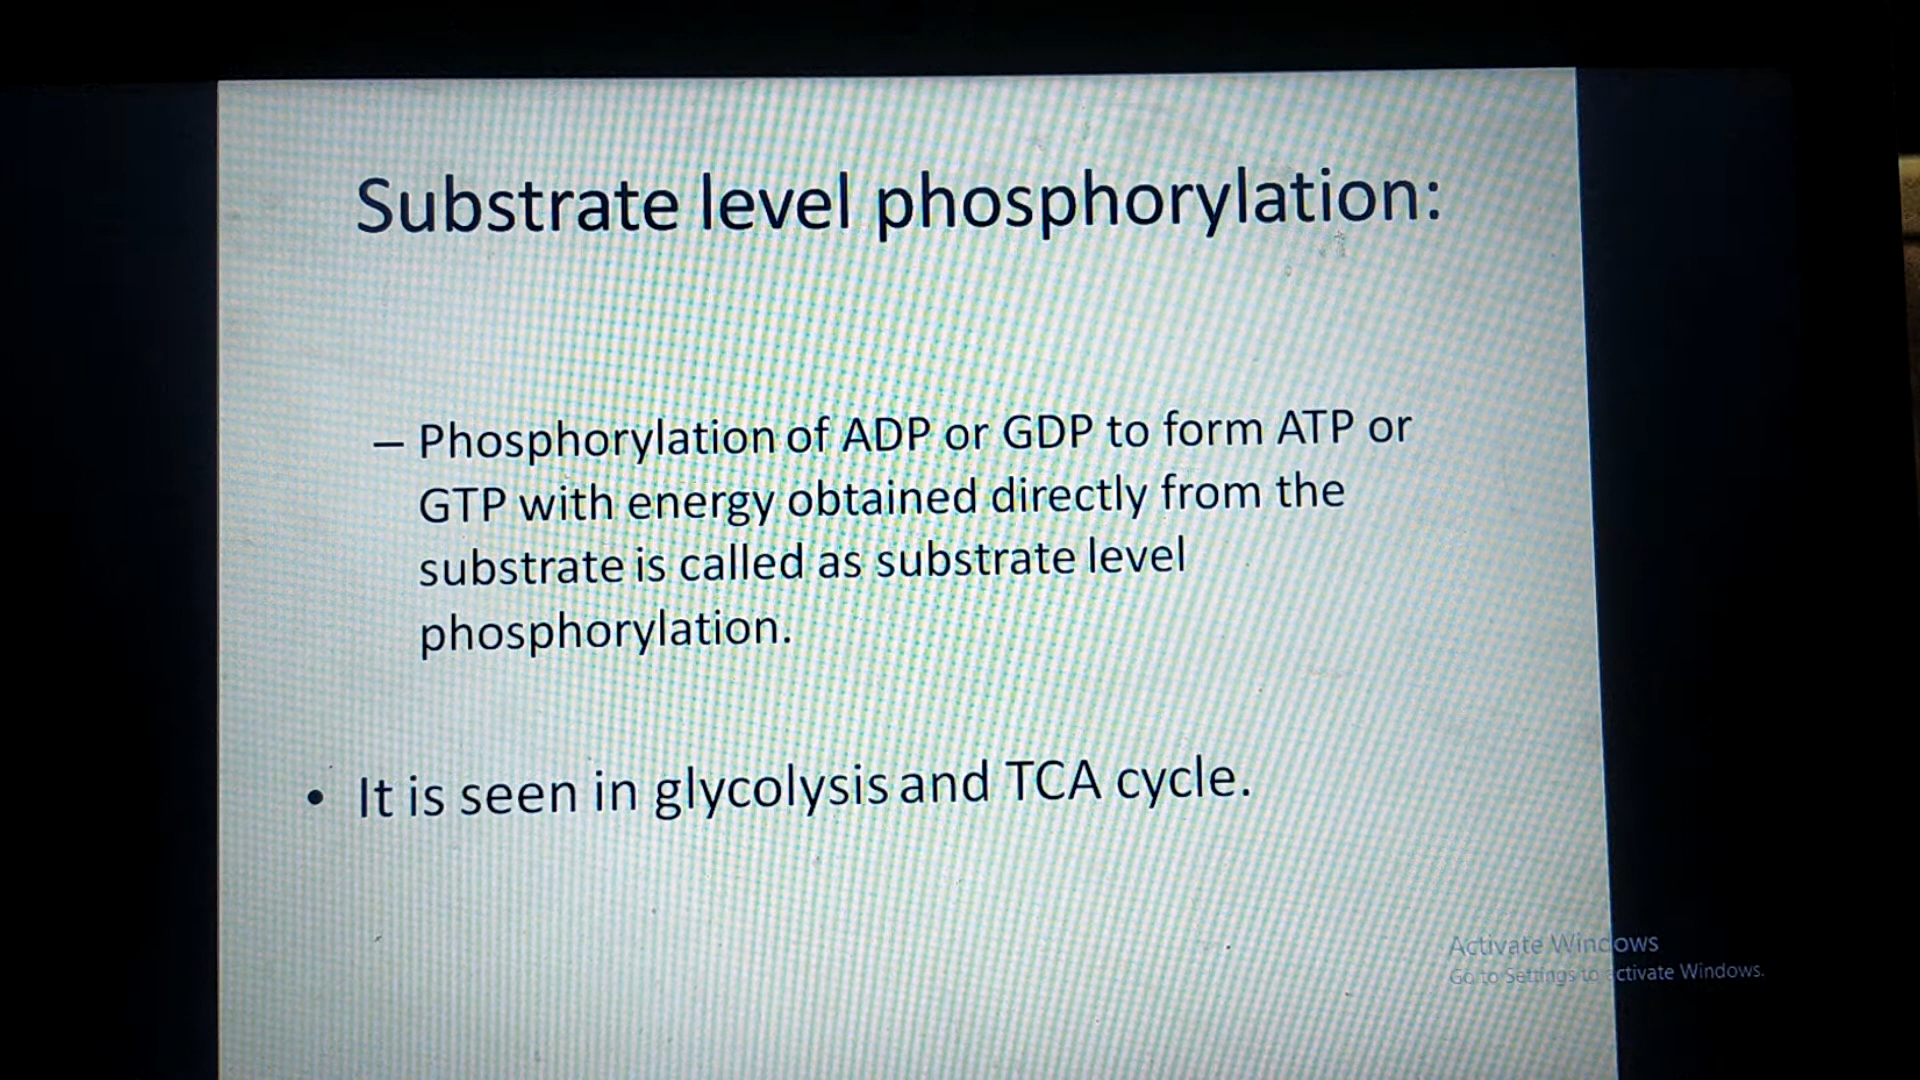 Substrate level phosphorylation:
– Phosphorylation of ADP or GDP to form ATP or
GTP with energy obtained directly from the
substrate is called as substrate level
phosphorylation.
• It is seen in glycolysis and TCA cycle.
Activate Windows
Go to Settings to activate Windows.